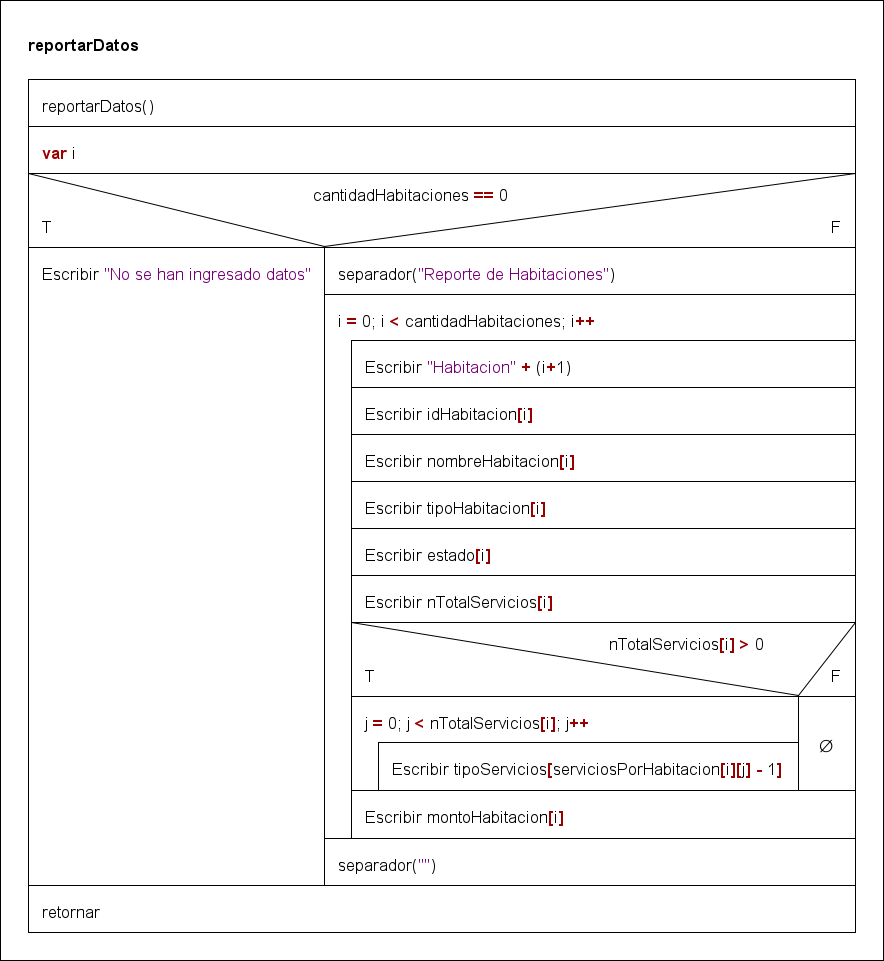 reportarDatos
reportarDatos()
var i
cantidadHabitaciones == 0
T
F
Escribir "No se han ingresado datos"
separador("Reporte de Habitaciones")
i = 0; i < cantidadHabitaciones; i++
Escribir "Habitacion" + (i+1)
Escribir idHabitacion[i]
Escribir nombreHabitacion[i]
Escribir tipoHabitacion[i]
Escribir estado[i]
Escribir nTotalServicios[i]
nTotalServicios[i] > 0
T
F
j = 0; j < nTotalServicios[i]; j++
∅
Escribir tipoServicios[serviciosPorHabitacion[i][j] - 1]
Escribir montoHabitacion[i]
separador("")
retornar